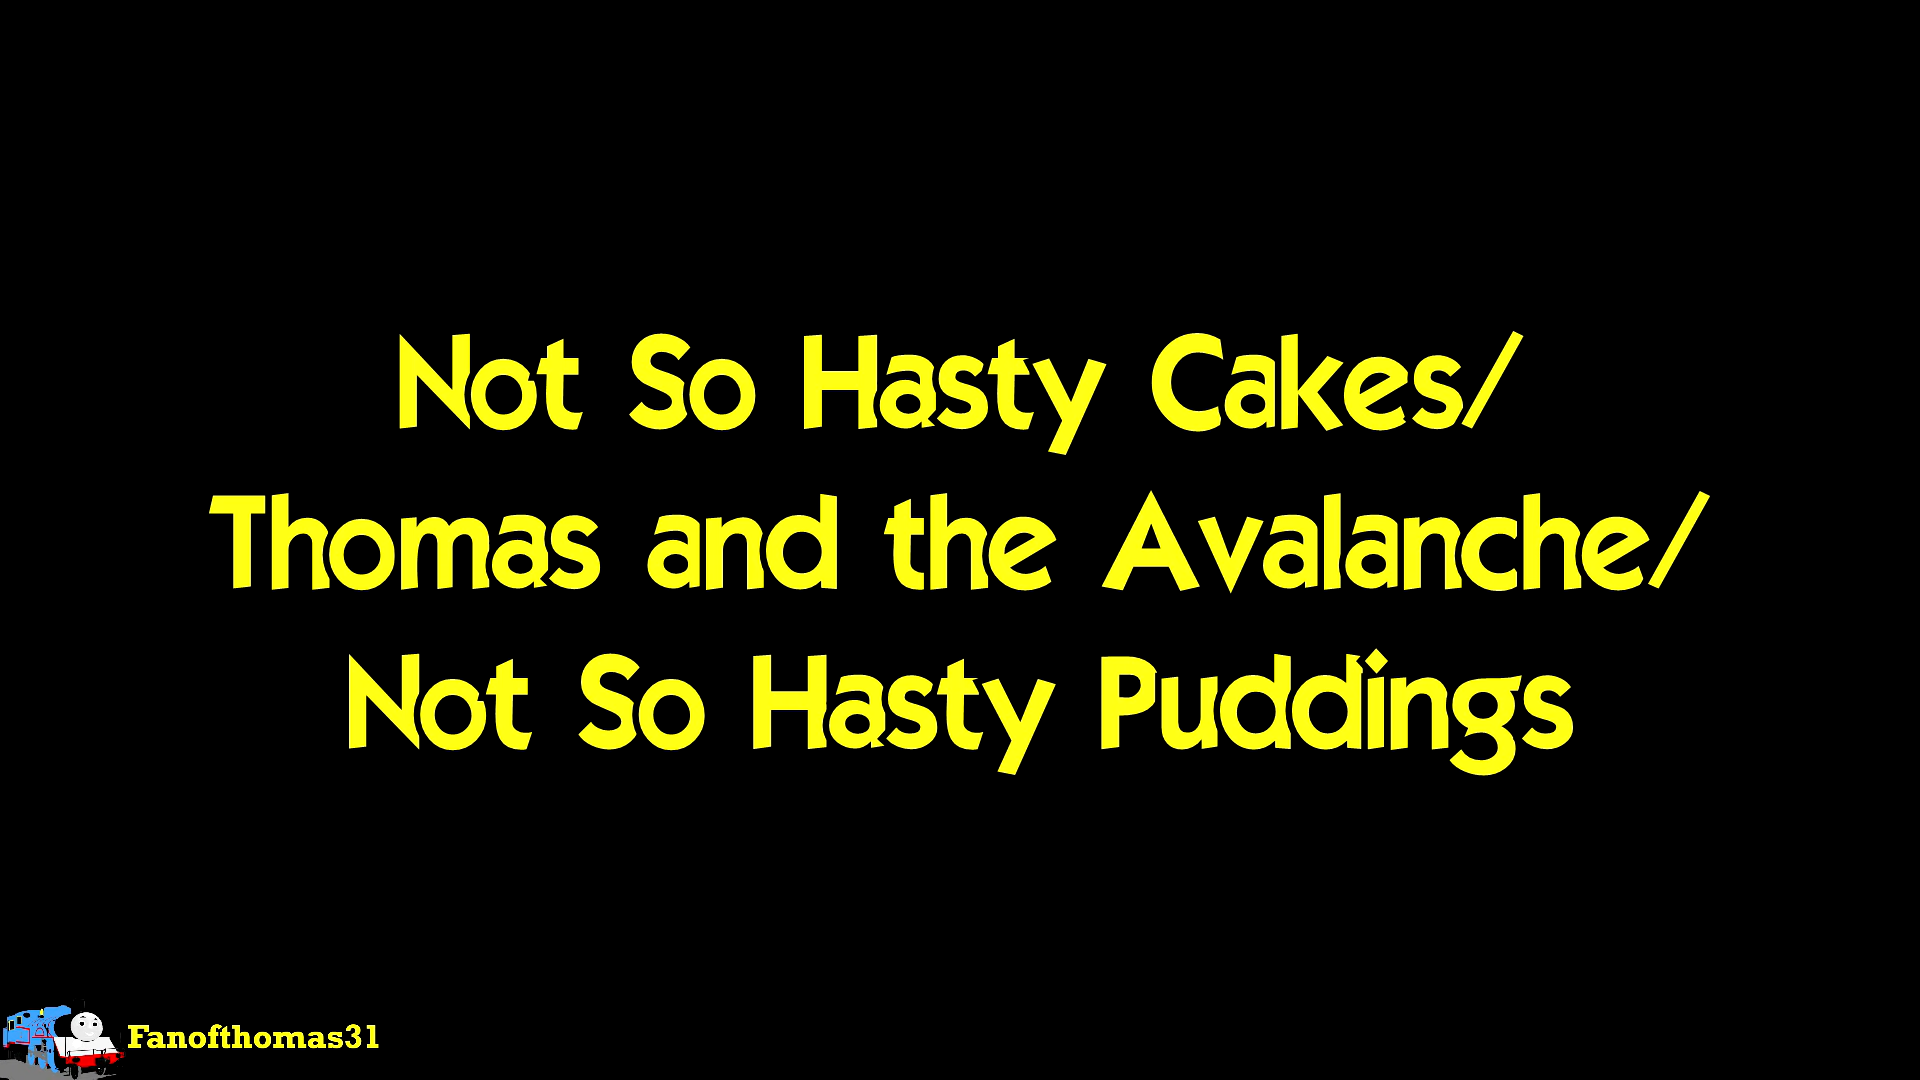 Not So Hasty Cakes/
Thomas and the Avalanche/
Not So Hasty Puddings
Fanofthomas31